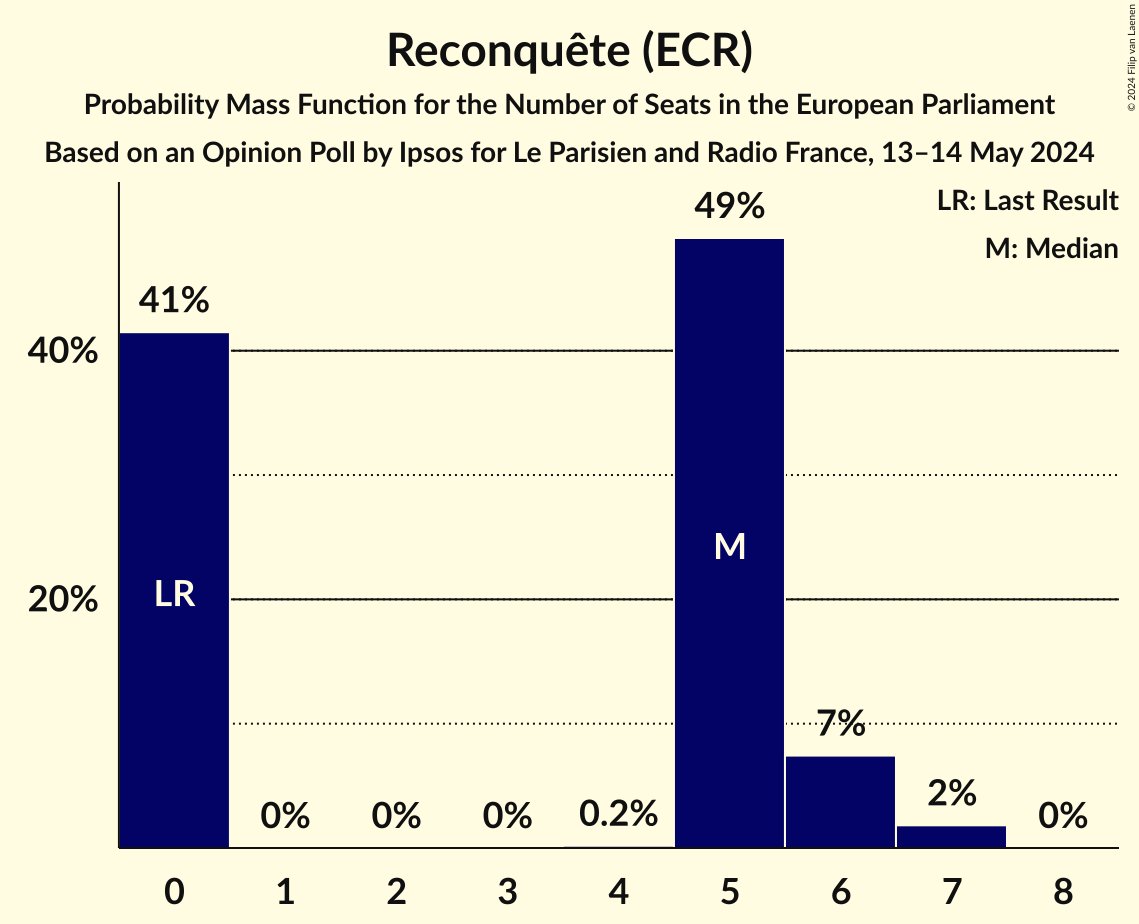 Reconquête (ECR)
Probability Mass Function for the Number of Seats in the European Parliament
Based on an Opinion Poll by Ipsos for Le Parisien and Radio France, 13–14 May 2024
© 2024 Filip van Laenen
LR: Last Result
M: Median
49%
41%
40%
M
LR
20%
7%
2%
0% 0% 0% 0.2% 0%
0 1 2 3 4 5 6 7 8